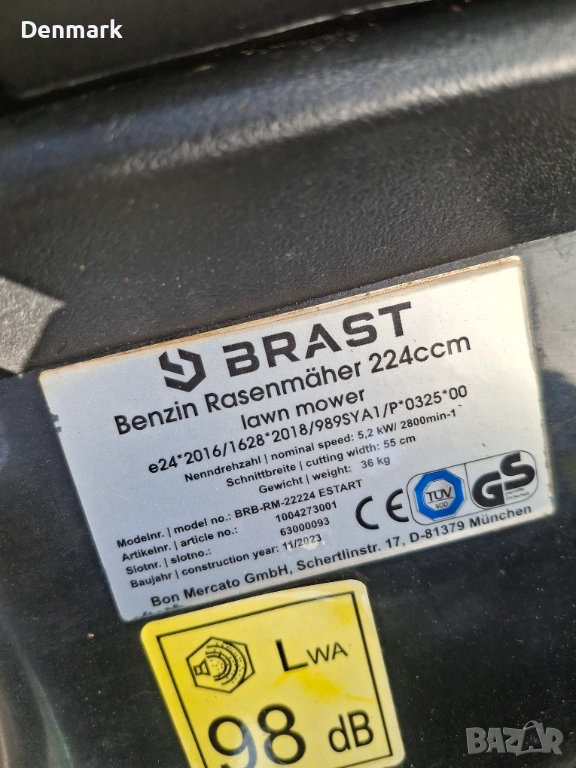 Denmark
BRAST
Benzin Rasenmäher 224ccm
lawn mower
e24*2016/1628*2018/989SYA1/P*0325*00
Nenndrehzahl | nominal speed: 5,2 kW/ 2800min-1
Schnittbreite | cutting width: 55 cm
Gewicht | weight: 36 kg
Modelnr. | model no.: BRB-RM-22224 ESTART
Artikelnr. | article no.: 1004273001
Slotnr. | slotno.: 63000093
Baujahr | construction year: 11/2023
CE TÜV SÜD GS
Bon Mercato GmbH, Schertlinstr. 17, D-81379 München
LWA
98 dB
BAZAR